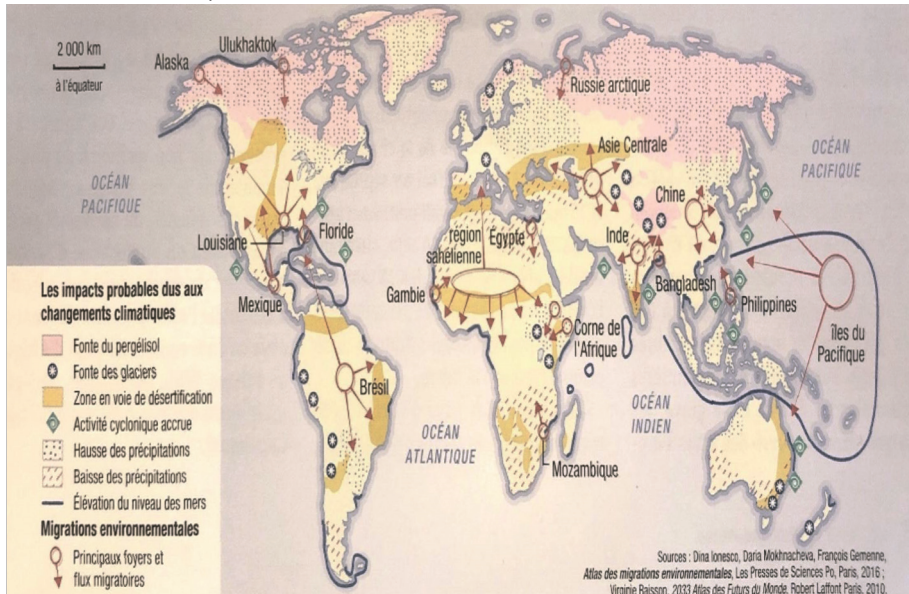 2 000 km
à l'équateur
Alaska
Ulukhaktok
Russie arctique
OCÉAN
PACIFIQUE
Asie Centrale
OCÉAN
PACIFIQUE
Chine
Louisiane
Floride
région
sahélienne
Égypte
Inde
Mexique
Gambie
Bangladesh
Philippines
Corne de
l'Afrique
îles du
Pacifique
Brésil
OCÉAN
ATLANTIQUE
OCÉAN
INDIEN
Mozambique
Les impacts probables dus aux
changements climatiques
Fonte du pergélisol
Fonte des glaciers
Zone en voie de désertification
Activité cyclonique accrue
Hausse des précipitations
Baisse des précipitations
Élévation du niveau des mers
Migrations environnementales
Principaux foyers et
flux migratoires
Sources : Dina Ionesco, Daria Mokhnacheva, François Gemenne,
Atlas des migrations environnementales, Les Presses de Sciences Po, Paris, 2016 ;
Virginie Raisson, 2033 Atlas des Futurs du Monde, Robert Laffont Paris, 2010.